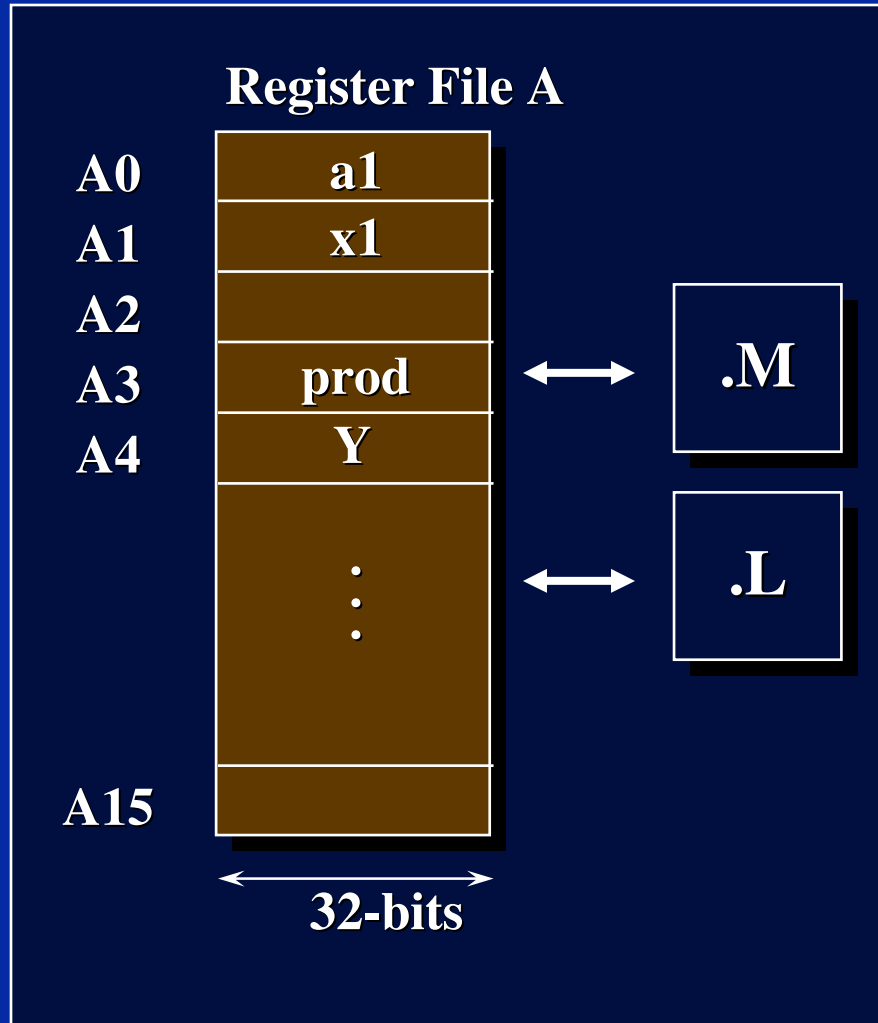 Register File A
A0 a1
A1 x1
A2
A3 prod
A4 Y
.M
.L
.
.
.
A15
32-bits